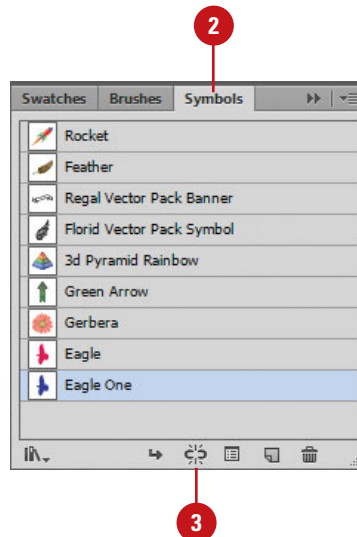 2
Swatches Brushes Symbols
Rocket
Feather
Regal Vector Pack Banner
Florid Vector Pack Symbol
3d Pyramid Rainbow
Green Arrow
Gerbera
Eagle
Eagle One
3